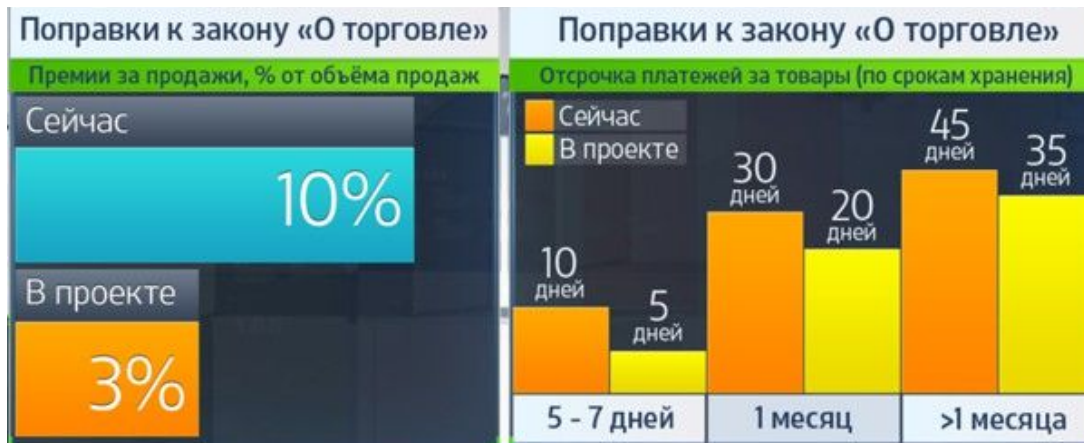 Поправки к закону «О торговле»
Премии за продажи, % от объёма продаж
Сейчас
10%
В проекте
3%
Поправки к закону «О торговле»
Отсрочка платежей за товары (по срокам хранения)
Сейчас
В проекте
10
дней
5
дней
30
дней
20
дней
45
дней
35
дней
5 - 7 дней
1 месяц
>1 месяца